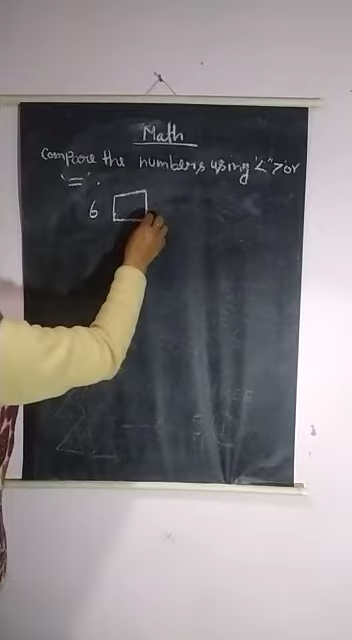 Math
Compare the numbers using '<' '>' or
'='.
6